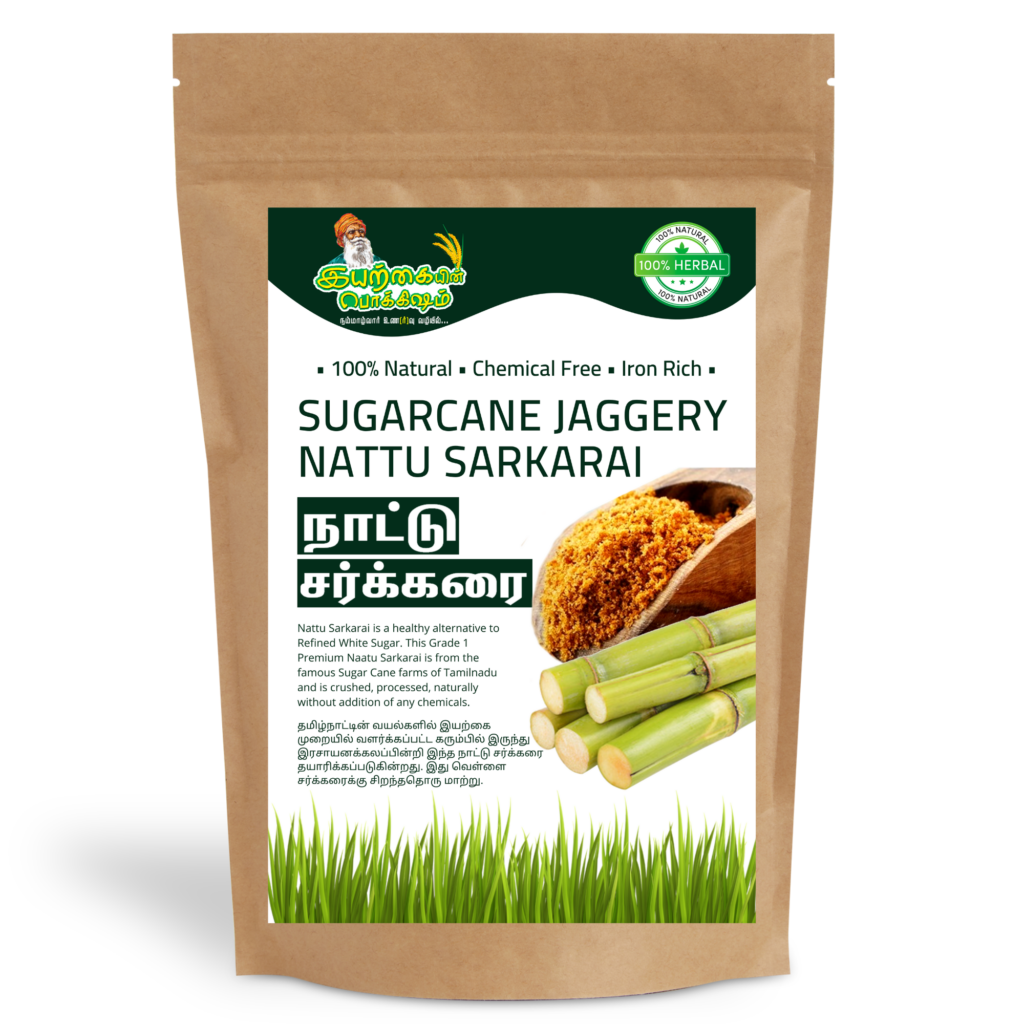 இயற்கையின்
பொக்கிஷம்
நம்மாழ்வார் உண(ர்)வு வழியில்...
100% NATURAL
100% HERBAL
100% NATURAL
▪ 100% Natural ▪ Chemical Free ▪ Iron Rich ▪
SUGARCANE JAGGERY
NATTU SARKARAI
நாட்டு
சர்க்கரை
Nattu Sarkarai is a healthy alternative to
Refined White Sugar. This Grade 1
Premium Naatu Sarkarai is from the
famous Sugar Cane farms of Tamilnadu
and is crushed, processed, naturally
without addition of any chemicals.
தமிழ்நாட்டின் வயல்களில் இயற்கை
முறையில் வளர்க்கப்பட்ட கரும்பில் இருந்து
இரசாயனக்கலப்பின்றி இந்த நாட்டு சர்க்கரை
தயாரிக்கப்படுகின்றது. இது வெள்ளை
சர்க்கரைக்கு சிறந்ததொரு மாற்று.